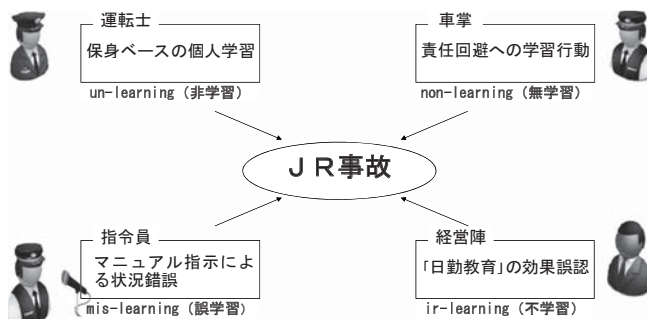 運転士
保身ベースの個人学習
un-learning（非学習）
車掌
責任回避への学習行動
non-learning（無学習）
ＪＲ事故
指令員
マニュアル指示によ
る状況錯誤
mis-learning（誤学習）
経営陣
「日勤教育」の効果誤認
ir-learning（不学習）